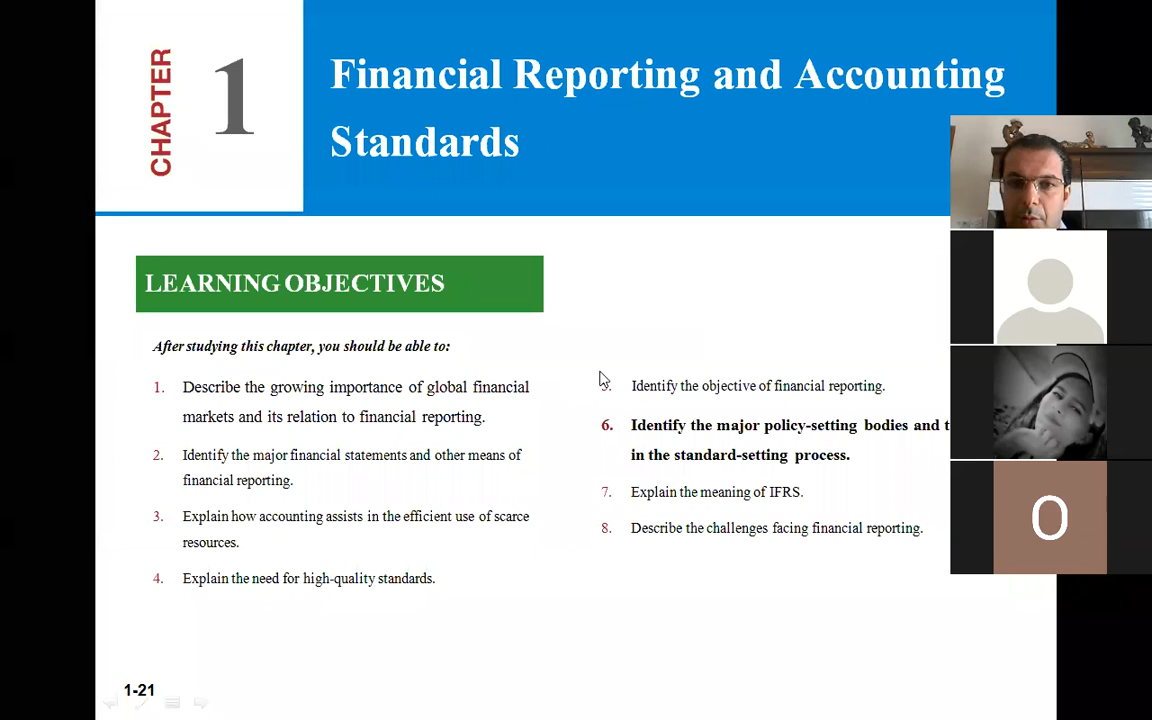 CHAPTER
1
Financial Reporting and Accounting
Standards
LEARNING OBJECTIVES
After studying this chapter, you should be able to:
1. Describe the growing importance of global financial
markets and its relation to financial reporting.
2. Identify the major financial statements and other means of
financial reporting.
3. Explain how accounting assists in the efficient use of scarce
resources.
4. Explain the need for high-quality standards.
Identify the objective of financial reporting.
6. Identify the major policy-setting bodies and
in the standard-setting process.
7. Explain the meaning of IFRS.
8. Describe the challenges facing financial reporting.
1-21
O